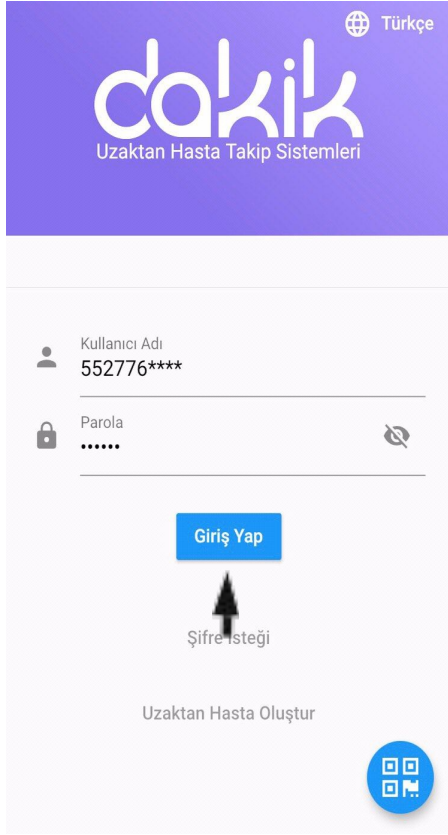 Türkçe
dakik
Uzaktan Hasta Takip Sistemleri
Kullanıcı Adı
552776****
Parola
••••••
Giriş Yap
Şifre İsteği
Uzaktan Hasta Oluştur